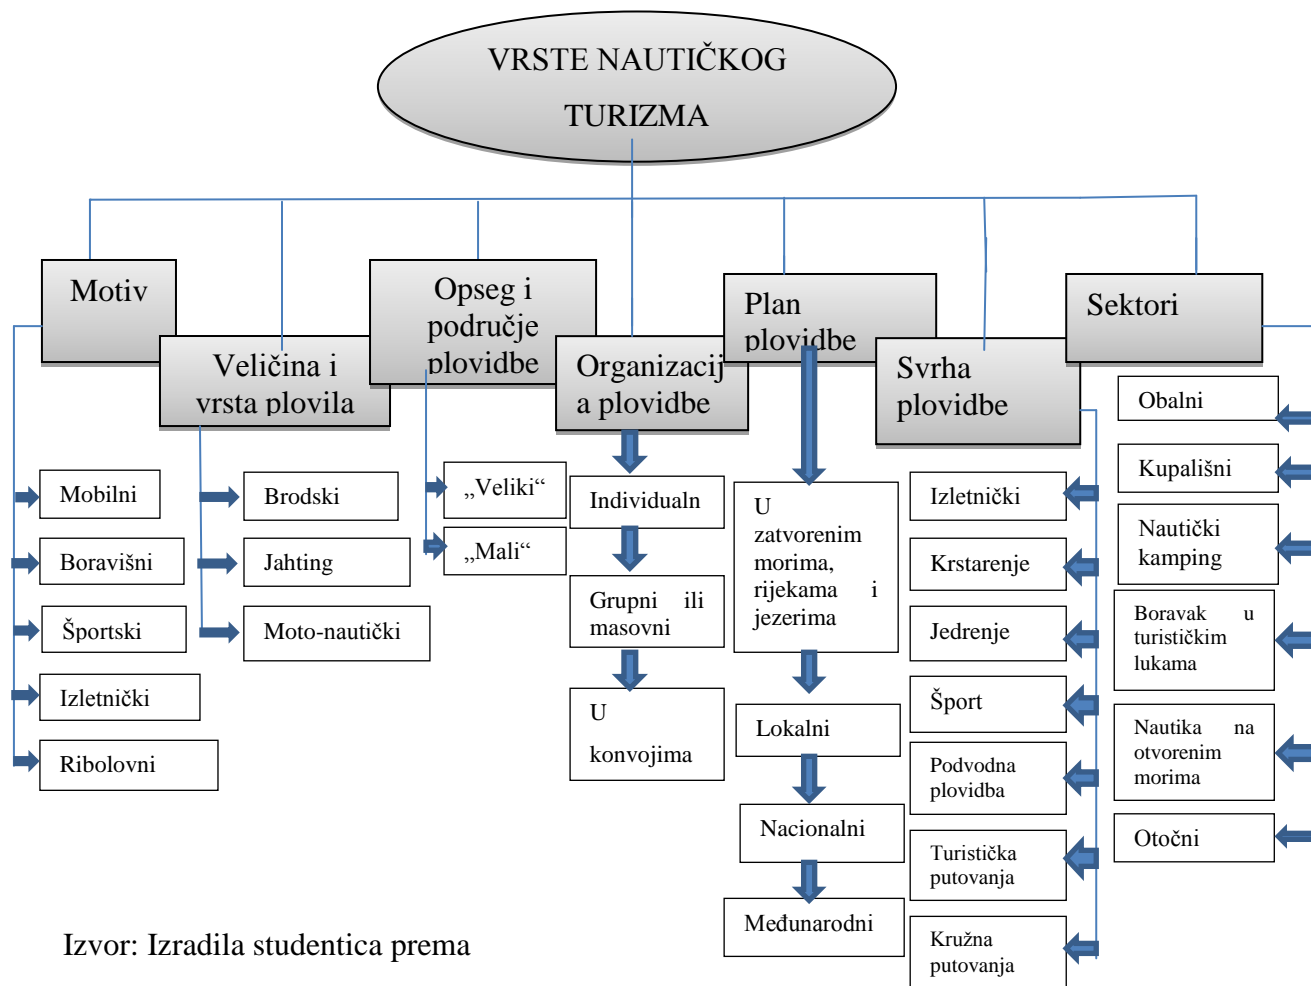 VRSTE NAUTIČKOG
TURIZMA
Motiv
Veličina i
vrsta plovila
Opseg i
područje
plovidbe
Organizacij
a plovidbe
Plan
plovidbe
Svrha
plovidbe
Sektori
Mobilni
Boravišni
Športski
Izletnički
Ribolovni
Brodski
Jahting
Moto-nautički
„Veliki“
„Mali“
Individualn
Grupni ili
masovni
U
konvojima
U
zatvorenim
morima,
rijekama i
jezerima
Lokalni
Nacionalni
Međunarodni
Izletnički
Krstarenje
Jedrenje
Šport
Podvodna
plovidba
Turistička
putovanja
Kružna
putovanja
Obalni
Kupališni
Nautički
kamping
Boravak u
turističkim
lukama
Nautika na
otvorenim
morima
Otočni
Izvor: Izradila studentica prema